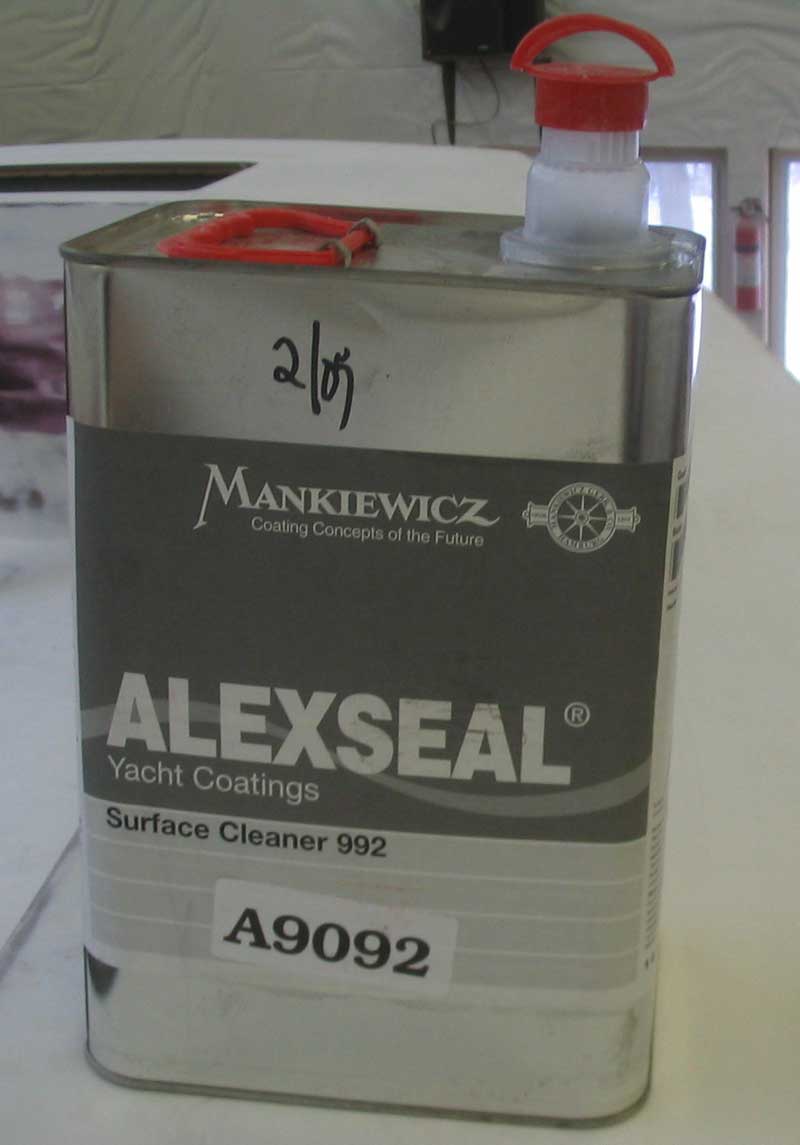 2/05
MANKIEWICZ
Coating Concepts of the Future
ALEXSEAL®
Yacht Coatings
Surface Cleaner 992
A9092